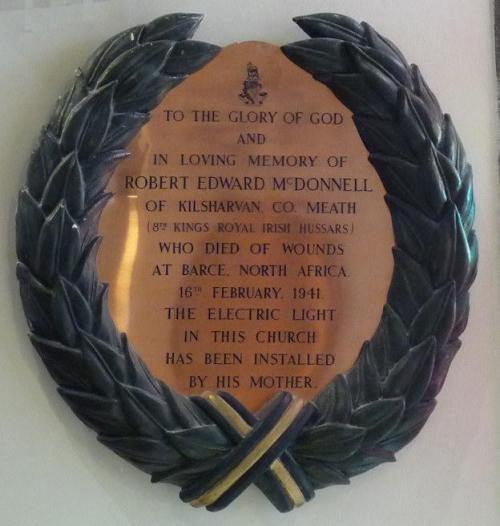 TO THE GLORY OF GOD
AND
IN LOVING MEMORY OF
ROBERT EDWARD McDONNELL
OF KILSHARVAN, CO. MEATH
(8TH KINGS ROYAL IRISH HUSSARS)
WHO DIED OF WOUNDS
AT BARCE, NORTH AFRICA.
16TH FEBRUARY, 1941.
THE ELECTRIC LIGHT
IN THIS CHURCH
HAS BEEN INSTALLED
BY HIS MOTHER.